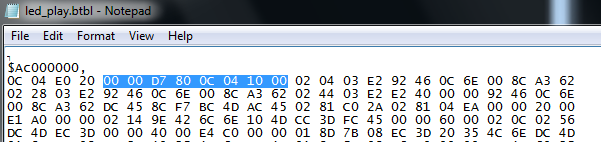 led_play.btbl - Notepad
File Edit Format View Help
$Ac000000,
0C 04 E0 20 00 00 D7 80 0C 04 10 00 02 04 03 E2 92 46 0C 6E 00 8C A3 62
02 28 03 E2 92 46 0C 6E 00 8C A3 62 02 44 03 E2 E2 40 00 00 92 46 0C 6E
00 8C A3 62 DC 45 8C F7 BC 4D AC 45 02 81 C0 2A 02 81 04 EA 00 00 20 00
E1 A0 00 00 02 14 9E 42 6C 6E 10 4D CC 3D FC 45 00 00 60 00 02 0C 02 56
DC 4D EC 3D 00 00 40 00 E4 C0 00 00 01 8D 7B 08 EC 3D 20 35 4C 6E DC 4D